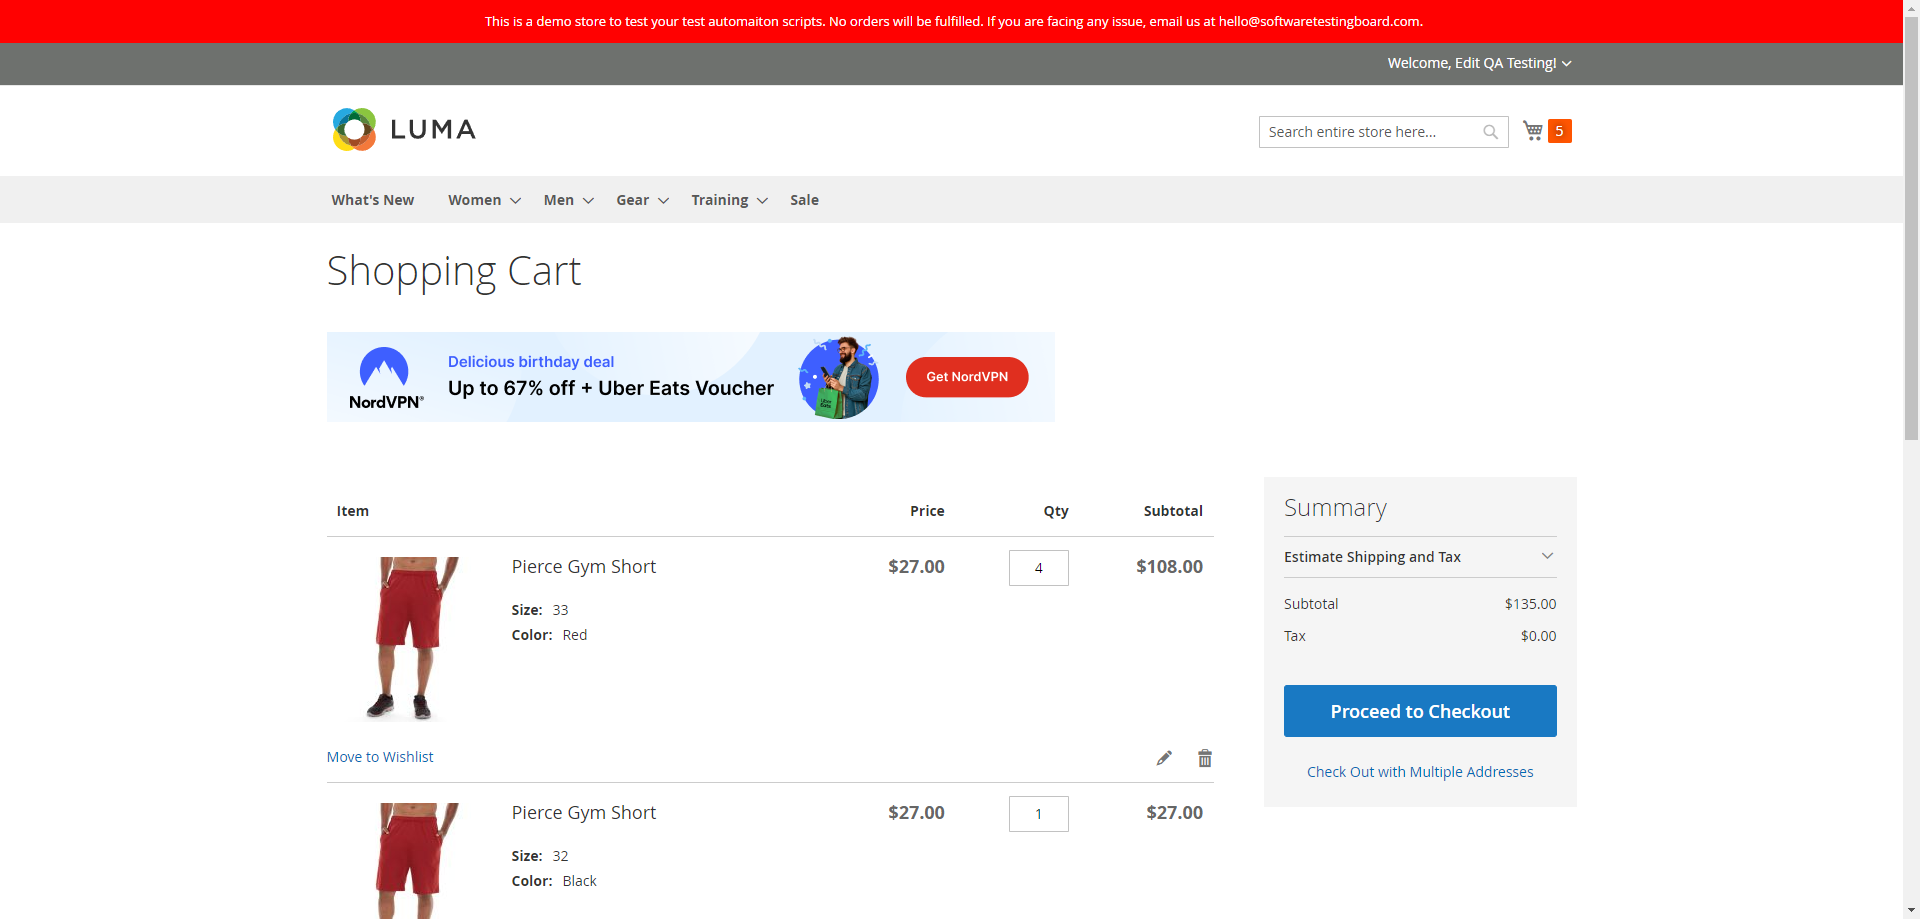 This is a demo store to test your test automaiton scripts. No orders will be fulfilled. If you are facing any issue, email us at hello@softwaretestingboard.com.
Welcome, Edit QA Testing!
LUMA
Search entire store here...
5
What's New
Women
Men
Gear
Training
Sale
Shopping Cart
NordVPN®
Delicious birthday deal
Up to 67% off + Uber Eats Voucher
Uber
Eats
Get NordVPN
Item Price Qty Subtotal
Pierce Gym Short $27.00 4 $108.00
Size: 33
Color: Red
Move to Wishlist
Pierce Gym Short $27.00 1 $27.00
Size: 32
Color: Black
Summary
Estimate Shipping and Tax
Subtotal $135.00
Tax $0.00
Proceed to Checkout
Check Out with Multiple Addresses